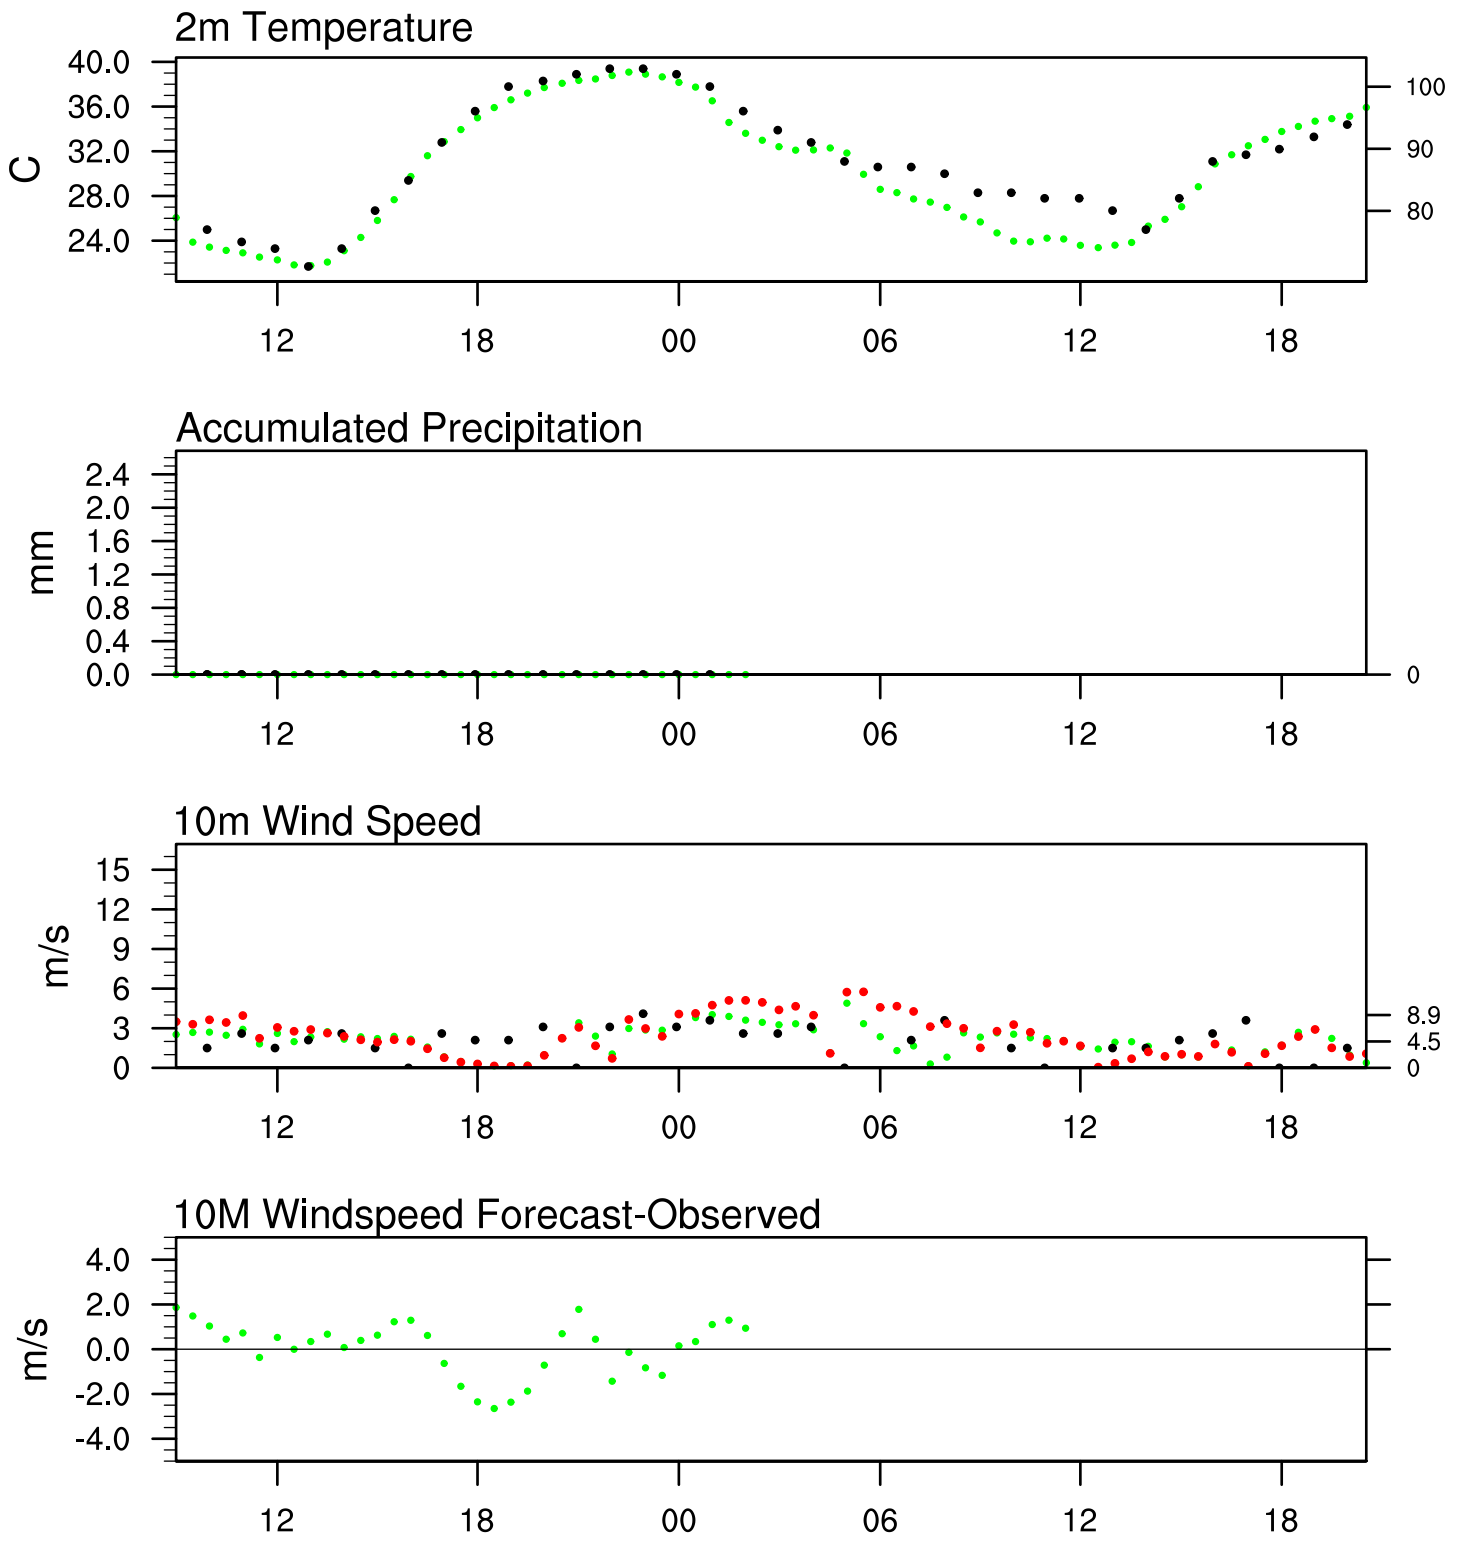 2m Temperature
40.0
36.0
32.0
28.0
24.0
C
100
90
80
12 18 00 06 12 18
Accumulated Precipitation
2.4
2.0
1.6
1.2
0.8
0.4
0.0
mm
0
12 18 00 06 12 18
10m Wind Speed
15
12
9
6
3
0
m/s
8.9
4.5
0
12 18 00 06 12 18
10M Windspeed Forecast-Observed
4.0
2.0
0.0
-2.0
-4.0
m/s
12 18 00 06 12 18